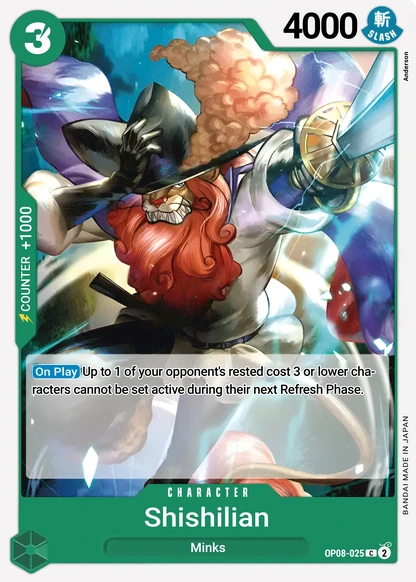 3
4000
斬
SLASH
Anderson
COUNTER +1000
On Play Up to 1 of your opponent's rested cost 3 or lower cha-
racters cannot be set active during their next Refresh Phase.
BANDAI MADE IN JAPAN
CHARACTER
Shishilian
Minks
OP08-025 C 2